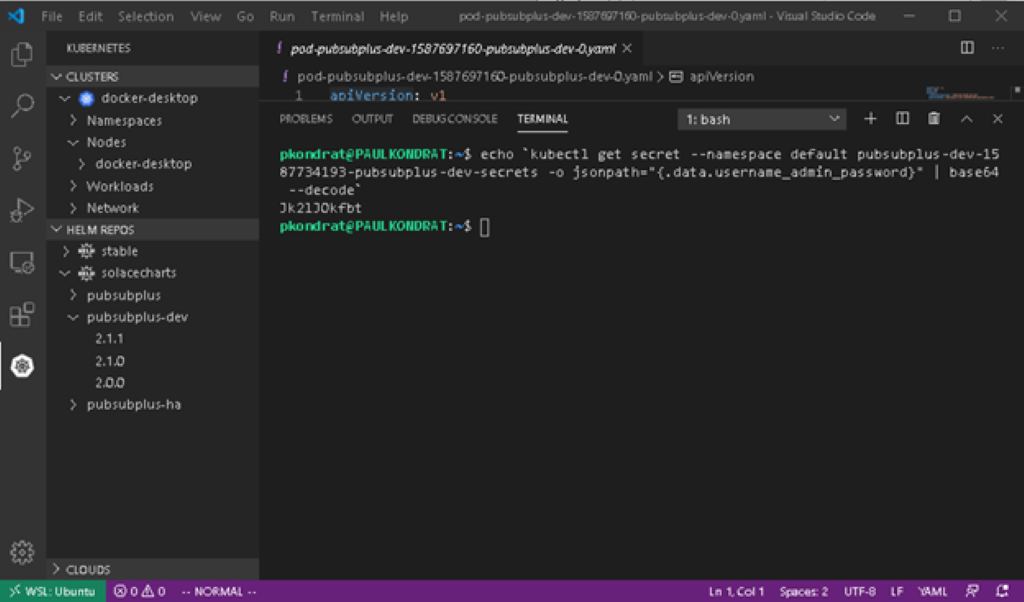 File Edit Selection View Go Run Terminal Help pod-pubsubplus-dev-1587697160-pubsubplus-dev-0.yaml - Visual Studio Code
KUBERNETES
CLUSTERS
docker-desktop
Namespaces
Nodes
docker-desktop
Workloads
Network
HELM REPOS
stable
solacecharts
pubsubplus
pubsubplus-dev
2.1.1
2.1.0
2.0.0
pubsubplus-ha
CLOUDS
! pod-pubsubplus-dev-1587697160-pubsubplus-dev-0.yaml
! pod-pubsubplus-dev-1587697160-pubsubplus-dev-0.yaml > apiVersion
1 apiVersion: v1
PROBLEMS OUTPUT DEBUG CONSOLE TERMINAL 1: bash
pkondrat@PAULKONDRAT:~$ echo `kubectl get secret --namespace default pubsubplus-dev-15
87734193-pubsubplus-dev-secrets -o jsonpath="{.data.username_admin_password}" | base64
--decode`
Jk21JOkfbt
pkondrat@PAULKONDRAT:~$
WSL: Ubuntu 0 0 -- NORMAL -- Ln 1, Col 1 Spaces: 2 UTF-8 LF YAML